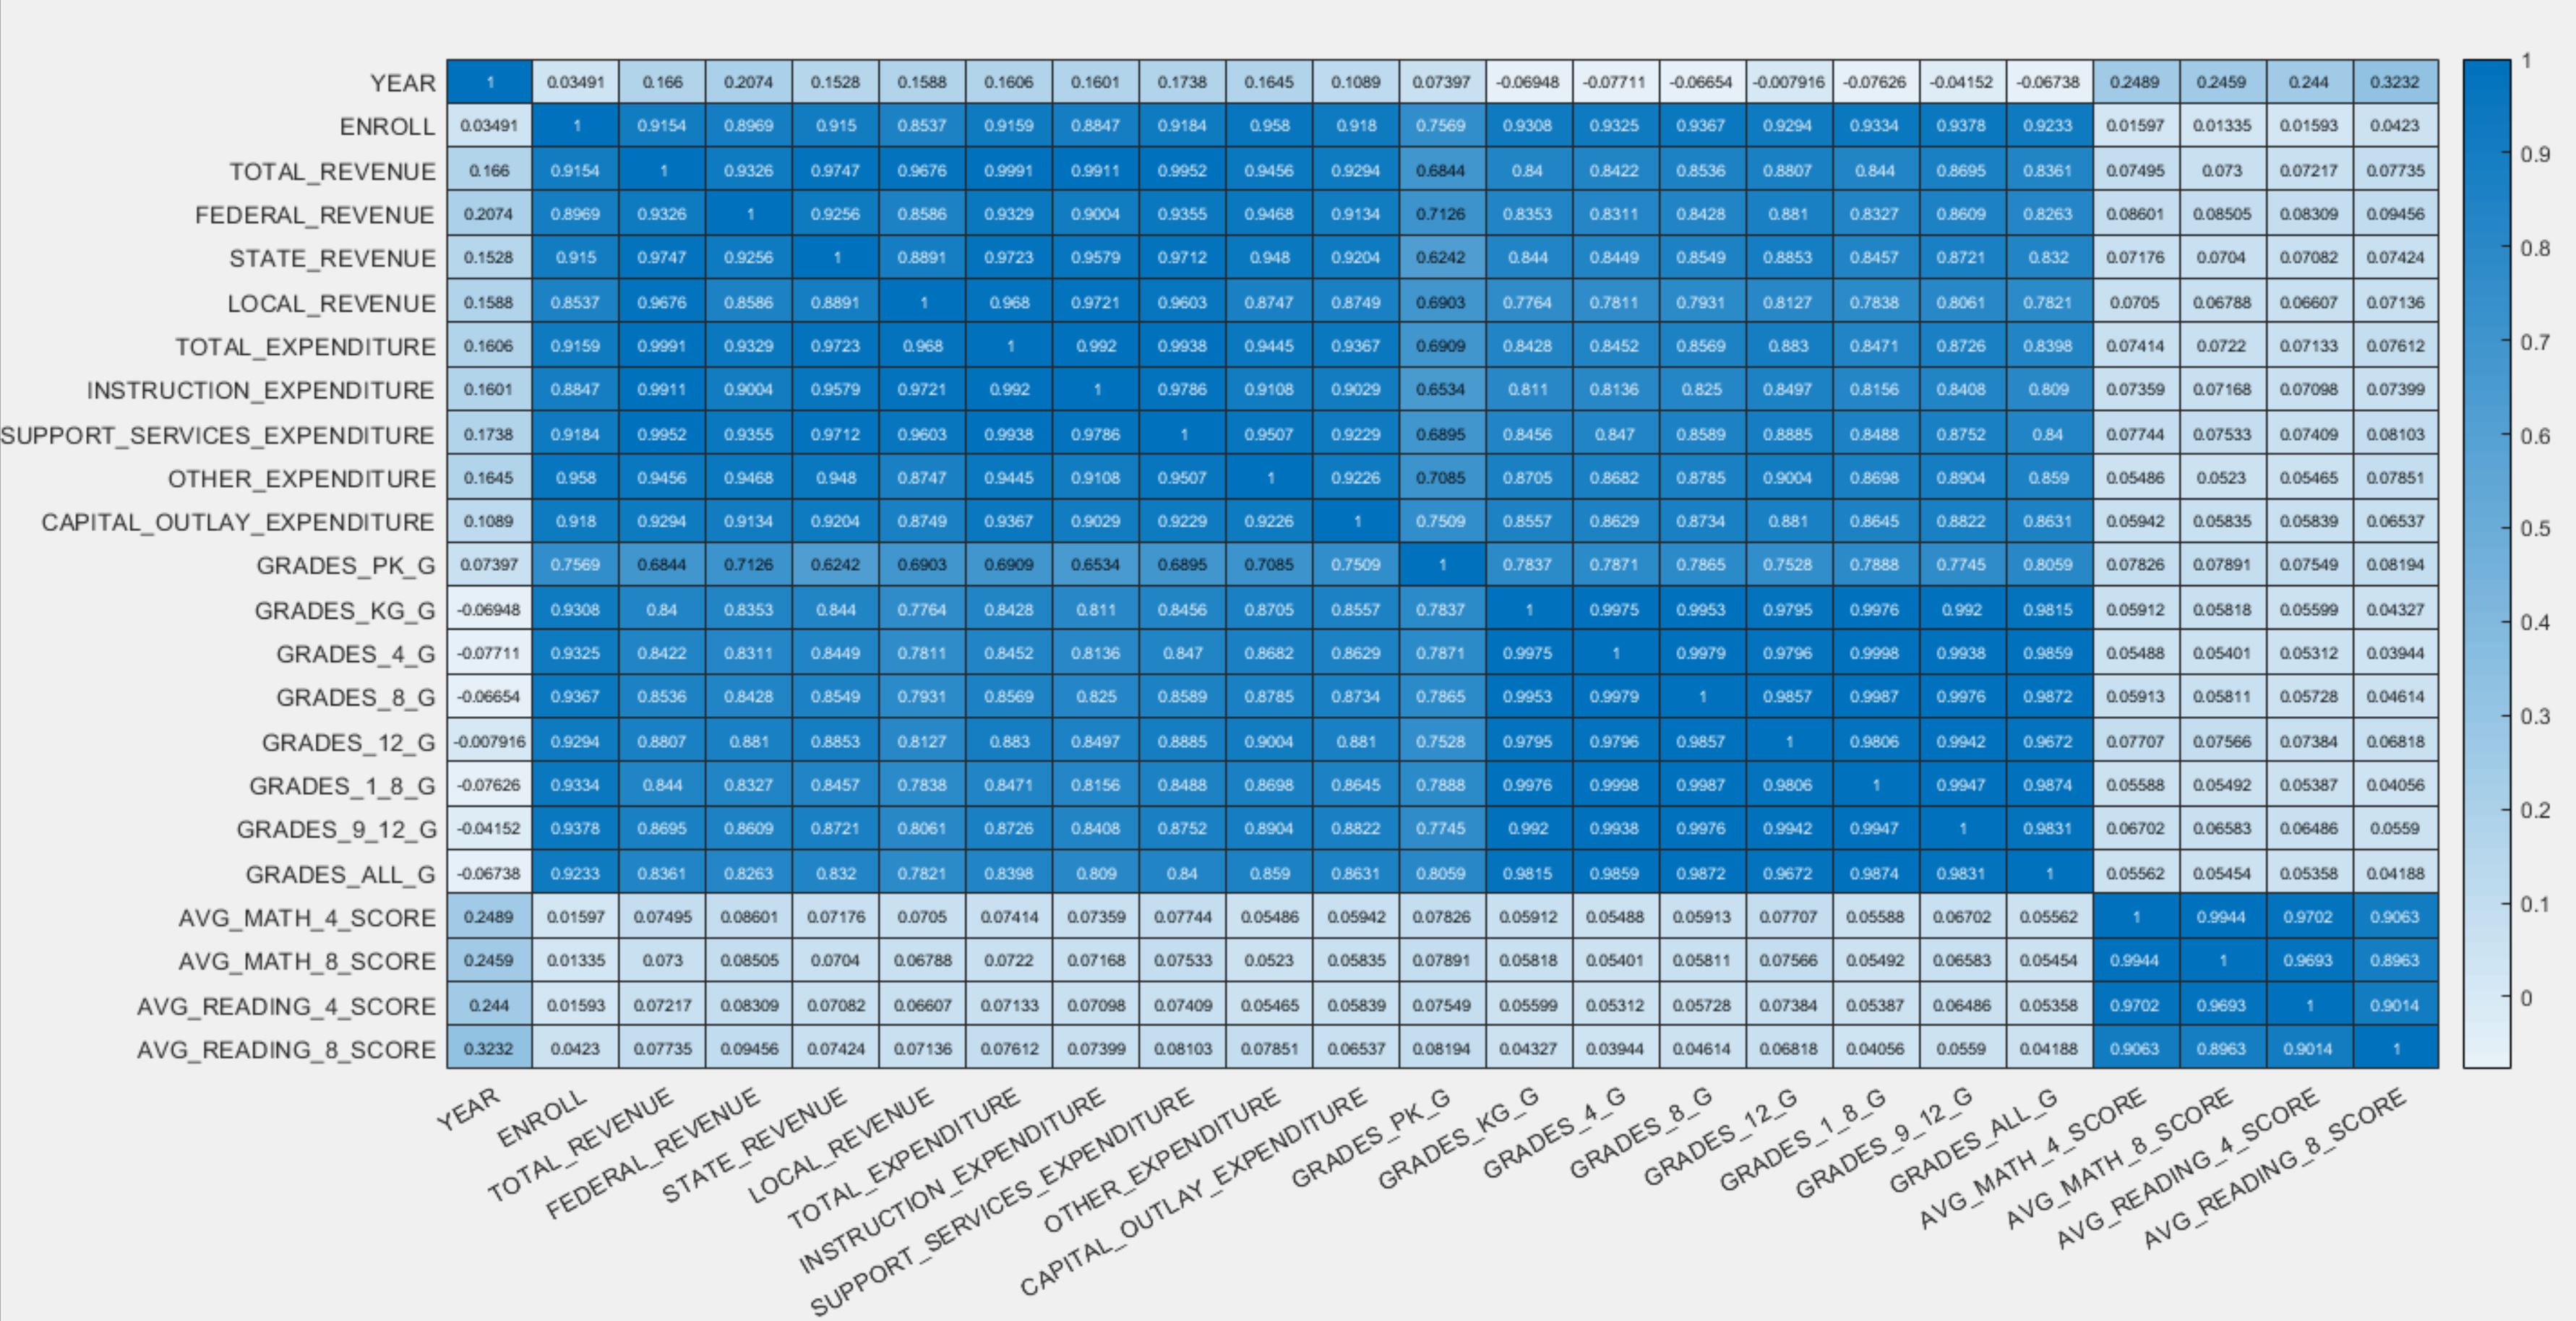 YEAR 1 0.03491 0.166 0.2074 0.1528 0.1588 0.1606 0.1601 0.1738 0.1645 0.1089 0.07397 -0.06948 -0.07711 -0.06654 -0.007916 -0.07626 -0.04152 -0.06738 0.2489 0.2459 0.244 0.3232
ENROLL 0.03491 1 0.9154 0.8969 0.915 0.8537 0.9159 0.8847 0.9184 0.958 0.918 0.7569 0.9308 0.9325 0.9367 0.9294 0.9334 0.9378 0.9233 0.01597 0.01335 0.01593 0.0423
TOTAL_REVENUE 0.166 0.9154 1 0.9326 0.9747 0.9676 0.9991 0.9911 0.9952 0.9456 0.9294 0.6844 0.84 0.8422 0.8536 0.8807 0.844 0.8695 0.8361 0.07495 0.073 0.07217 0.07735
FEDERAL_REVENUE 0.2074 0.8969 0.9326 1 0.9256 0.8586 0.9329 0.9004 0.9355 0.9468 0.9134 0.7126 0.8353 0.8311 0.8428 0.881 0.8327 0.8609 0.8263 0.08601 0.08505 0.08309 0.09456
STATE_REVENUE 0.1528 0.915 0.9747 0.9256 1 0.8891 0.9723 0.9579 0.9712 0.948 0.9204 0.6242 0.844 0.8449 0.8549 0.8853 0.8457 0.8721 0.832 0.07176 0.0704 0.07082 0.07424
LOCAL_REVENUE 0.1588 0.8537 0.9676 0.8586 0.8891 1 0.968 0.9721 0.9603 0.8747 0.8749 0.6903 0.7764 0.7811 0.7931 0.8127 0.7838 0.8061 0.7821 0.0705 0.06788 0.06607 0.07136
TOTAL_EXPENDITURE 0.1606 0.9159 0.9991 0.9329 0.9723 0.968 1 0.992 0.9938 0.9445 0.9367 0.6909 0.8428 0.8452 0.8569 0.883 0.8471 0.8726 0.8398 0.07414 0.0722 0.07133 0.07612
INSTRUCTION_EXPENDITURE 0.1601 0.8847 0.9911 0.9004 0.9579 0.9721 0.992 1 0.9786 0.9108 0.9029 0.6534 0.811 0.8136 0.825 0.8497 0.8156 0.8408 0.809 0.07359 0.07168 0.07098 0.07399
SUPPORT_SERVICES_EXPENDITURE 0.1738 0.9184 0.9952 0.9355 0.9712 0.9603 0.9938 0.9786 1 0.9507 0.9229 0.6895 0.8456 0.847 0.8589 0.8885 0.8488 0.8752 0.84 0.07744 0.07533 0.07409 0.08103
OTHER_EXPENDITURE 0.1645 0.958 0.9456 0.9468 0.948 0.8747 0.9445 0.9108 0.9507 1 0.9226 0.7085 0.8705 0.8682 0.8785 0.9004 0.8698 0.8904 0.859 0.05486 0.0523 0.05465 0.07851
CAPITAL_OUTLAY_EXPENDITURE 0.1089 0.918 0.9294 0.9134 0.9204 0.8749 0.9367 0.9029 0.9229 0.9226 1 0.7509 0.8557 0.8629 0.8734 0.881 0.8645 0.8822 0.8631 0.05942 0.05835 0.05839 0.06537
GRADES_PK_G 0.07397 0.7569 0.6844 0.7126 0.6242 0.6903 0.6909 0.6534 0.6895 0.7085 0.7509 1 0.7837 0.7871 0.7865 0.7528 0.7888 0.7745 0.8059 0.07826 0.07891 0.07549 0.08194
GRADES_KG_G -0.06948 0.9308 0.84 0.8353 0.844 0.7764 0.8428 0.811 0.8456 0.8705 0.8557 0.7837 1 0.9975 0.9953 0.9795 0.9976 0.992 0.9815 0.05912 0.05818 0.05599 0.04327
GRADES_4_G -0.07711 0.9325 0.8422 0.8311 0.8449 0.7811 0.8452 0.8136 0.847 0.8682 0.8629 0.7871 0.9975 1 0.9979 0.9796 0.9998 0.9938 0.9859 0.05488 0.05401 0.05312 0.03944
GRADES_8_G -0.06654 0.9367 0.8536 0.8428 0.8549 0.7931 0.8569 0.825 0.8589 0.8785 0.8734 0.7865 0.9953 0.9979 1 0.9857 0.9987 0.9976 0.9872 0.05913 0.05811 0.05728 0.04614
GRADES_12_G -0.007916 0.9294 0.8807 0.881 0.8853 0.8127 0.883 0.8497 0.8885 0.9004 0.881 0.7528 0.9795 0.9796 0.9857 1 0.9806 0.9942 0.9672 0.07707 0.07566 0.07384 0.06818
GRADES_1_8_G -0.07626 0.9334 0.844 0.8327 0.8457 0.7838 0.8471 0.8156 0.8488 0.8698 0.8645 0.7888 0.9976 0.9998 0.9987 0.9806 1 0.9947 0.9874 0.05588 0.05492 0.05387 0.04056
GRADES_9_12_G -0.04152 0.9378 0.8695 0.8609 0.8721 0.8061 0.8726 0.8408 0.8752 0.8904 0.8822 0.7745 0.992 0.9938 0.9976 0.9942 0.9947 1 0.9831 0.06702 0.06583 0.06486 0.0559
GRADES_ALL_G -0.06738 0.9233 0.8361 0.8263 0.832 0.7821 0.8398 0.809 0.84 0.859 0.8631 0.8059 0.9815 0.9859 0.9872 0.9672 0.9874 0.9831 1 0.05562 0.05454 0.05358 0.04188
AVG_MATH_4_SCORE 0.2489 0.01597 0.07495 0.08601 0.07176 0.0705 0.07414 0.07359 0.07744 0.05486 0.05942 0.07826 0.05912 0.05488 0.05913 0.07707 0.05588 0.06702 0.05562 1 0.9944 0.9702 0.9063
AVG_MATH_8_SCORE 0.2459 0.01335 0.073 0.08505 0.0704 0.06788 0.0722 0.07168 0.07533 0.0523 0.05835 0.07891 0.05818 0.05401 0.05811 0.07566 0.05492 0.06583 0.05454 0.9944 1 0.9693 0.8963
AVG_READING_4_SCORE 0.244 0.01593 0.07217 0.08309 0.07082 0.06607 0.07133 0.07098 0.07409 0.05465 0.05839 0.07549 0.05599 0.05312 0.05728 0.07384 0.05387 0.06486 0.05358 0.9702 0.9693 1 0.9014
AVG_READING_8_SCORE 0.3232 0.0423 0.07735 0.09456 0.07424 0.07136 0.07612 0.07399 0.08103 0.07851 0.06537 0.08194 0.04327 0.03944 0.04614 0.06818 0.04056 0.0559 0.04188 0.9063 0.8963 0.9014 1
YEAR
ENROLL
TOTAL_REVENUE
FEDERAL_REVENUE
STATE_REVENUE
LOCAL_REVENUE
TOTAL_EXPENDITURE
INSTRUCTION_EXPENDITURE
SUPPORT_SERVICES_EXPENDITURE
OTHER_EXPENDITURE
CAPITAL_OUTLAY_EXPENDITURE
GRADES_PK_G
GRADES_KG_G
GRADES_4_G
GRADES_8_G
GRADES_12_G
GRADES_1_8_G
GRADES_9_12_G
GRADES_ALL_G
AVG_MATH_4_SCORE
AVG_MATH_8_SCORE
AVG_READING_4_SCORE
AVG_READING_8_SCORE
1
0.9
0.8
0.7
0.6
0.5
0.4
0.3
0.2
0.1
0